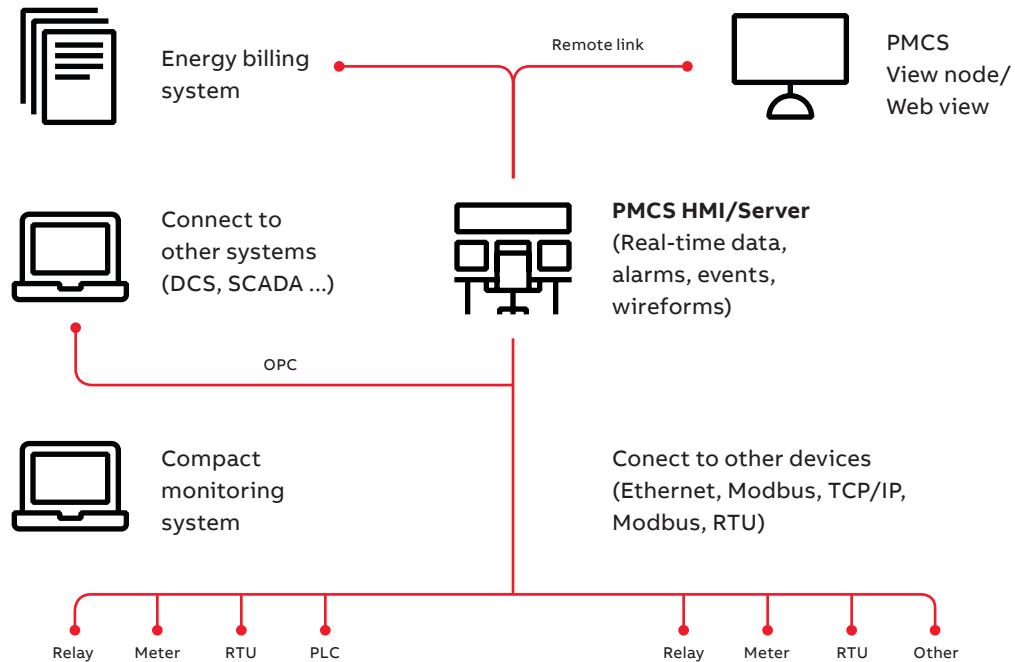 Energy billing
system
Remote link
PMCS
View node/
Web view
Connect to
other systems
(DCS, SCADA ...)
PMCS HMI/Server
(Real-time data,
alarms, events,
wireforms)
OPC
Compact
monitoring
system
Conect to other devices
(Ethernet, Modbus, TCP/IP,
Modbus, RTU)
Relay
Meter
RTU
PLC
Relay
Meter
RTU
Other